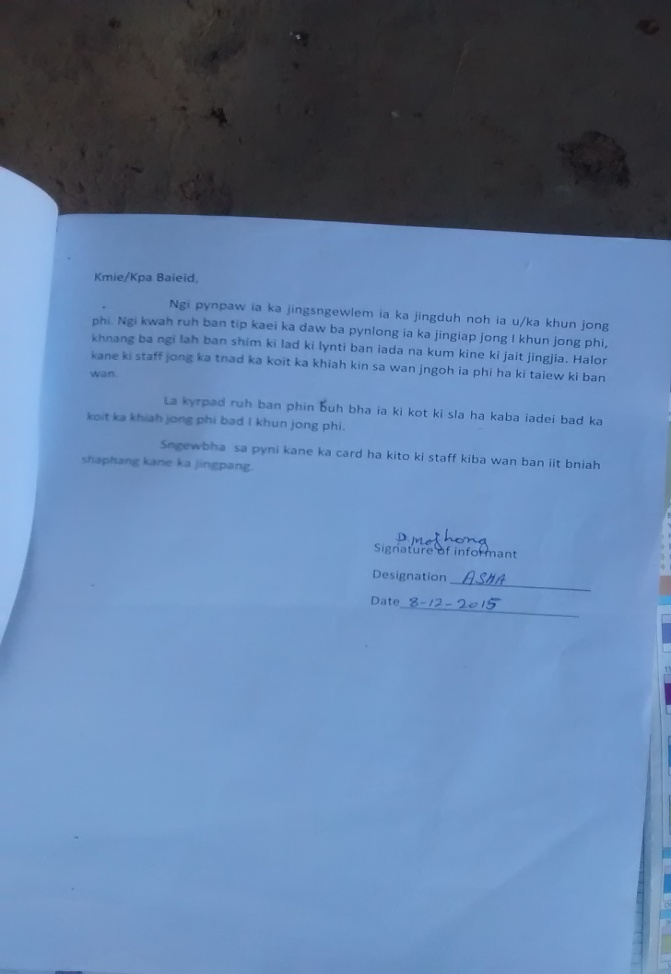 Kmie/Kpa Baieid,
Ngi pynpaw ia ka jingsngewlem ia ka jingduh noh ia u/ka khun jong
phi. Ngi kwah ruh ban tip kaei ka daw ba pynlong ia ka jingiap jong I khun jong phi,
khnang ba ngi lah ban shim ki lad ki lynti ban iada na kum kine ki jait jingjia. Halor
kane ki staff jong ka tnad ka koit ka khiah kin sa wan jngoh ia phi ha ki taiew ki ban
wan.
La kyrpad ruh ban phin buh bha ia ki kot ki sla ha kaba iadei bad ka
koit ka khiah jong phi bad I khun jong phi.
Sngewbha sa pyni kane ka card ha kito ki staff kiba wan ban iit bniah
shaphang kane ka jingpang.
Signature of informant
Designation ASHA
Date 8-12-2015